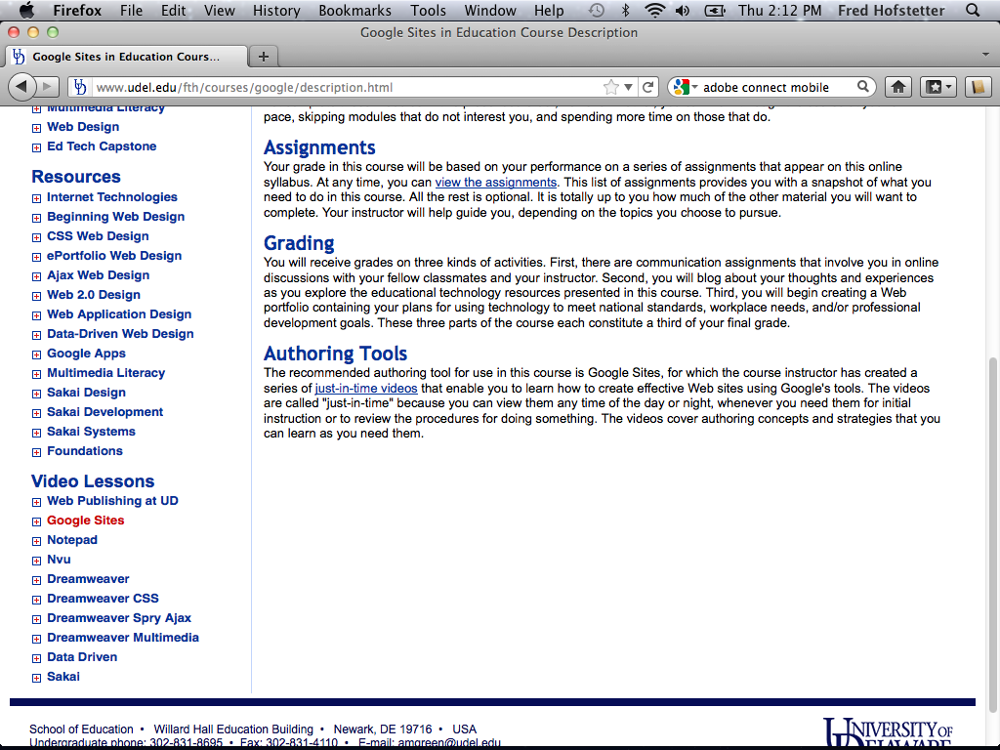 Firefox File Edit View History Bookmarks Tools Window Help Thu 2:12 PM Fred Hofstetter
Google Sites in Education Course Description
Google Sites in Education Cours...
www.udel.edu/fth/courses/google/description.html
adobe connect mobile
Multimedia Literacy
Web Design
Ed Tech Capstone
Resources
Internet Technologies
Beginning Web Design
CSS Web Design
ePortfolio Web Design
Ajax Web Design
Web 2.0 Design
Web Application Design
Data-Driven Web Design
Google Apps
Multimedia Literacy
Sakai Design
Sakai Development
Sakai Systems
Foundations
Video Lessons
Web Publishing at UD
Google Sites
Notepad
Nvu
Dreamweaver
Dreamweaver CSS
Dreamweaver Spry Ajax
Dreamweaver Multimedia
Data Driven
Sakai
pace, skipping modules that do not interest you, and spending more time on those that do.
Assignments
Your grade in this course will be based on your performance on a series of assignments that appear on this online
syllabus. At any time, you can view the assignments. This list of assignments provides you with a snapshot of what you
need to do in this course. All the rest is optional. It is totally up to you how much of the other material you will want to
complete. Your instructor will help guide you, depending on the topics you choose to pursue.
Grading
You will receive grades on three kinds of activities. First, there are communication assignments that involve you in online
discussions with your fellow classmates and your instructor. Second, you will blog about your thoughts and experiences
as you explore the educational technology resources presented in this course. Third, you will begin creating a Web
portfolio containing your plans for using technology to meet national standards, workplace needs, and/or professional
development goals. These three parts of the course each constitute a third of your final grade.
Authoring Tools
The recommended authoring tool for use in this course is Google Sites, for which the course instructor has created a
series of just-in-time videos that enable you to learn how to create effective Web sites using Google's tools. The videos
are called "just-in-time" because you can view them any time of the day or night, whenever you need them for initial
instruction or to review the procedures for doing something. The videos cover authoring concepts and strategies that you
can learn as you need them.
School of Education • Willard Hall Education Building • Newark, DE 19716 • USA
Undergraduate phone: 302-831-8695 • Fax: 302-831-4110 • E-mail: amgreen@udel.edu
UNIVERSITY OF
DELAWARE